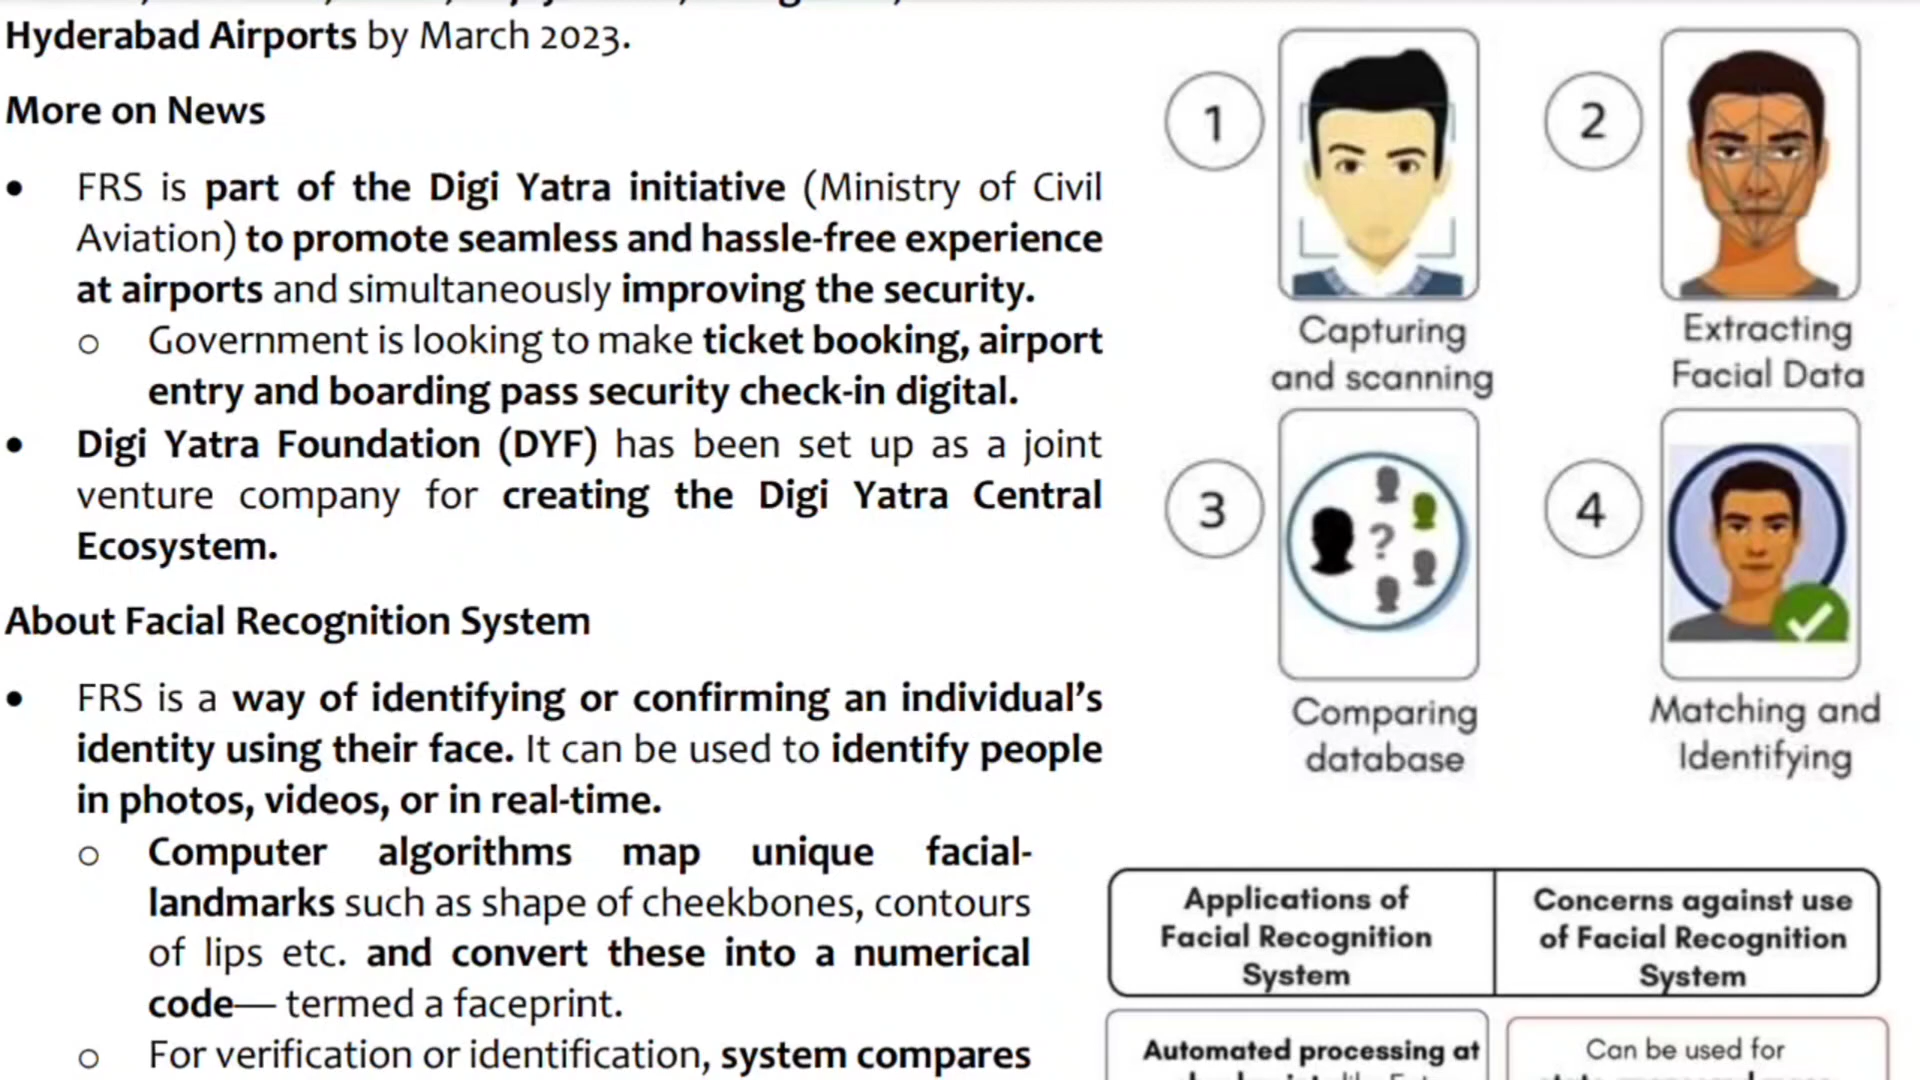 Hyderabad Airports by March 2023.
More on News
• FRS is part of the Digi Yatra initiative (Ministry of Civil
Aviation) to promote seamless and hassle-free experience
at airports and simultaneously improving the security.
o Government is looking to make ticket booking, airport
entry and boarding pass security check-in digital.
• Digi Yatra Foundation (DYF) has been set up as a joint
venture company for creating the Digi Yatra Central
Ecosystem.
About Facial Recognition System
• FRS is a way of identifying or confirming an individual's
identity using their face. It can be used to identify people
in photos, videos, or in real-time.
o Computer algorithms map unique facial-
landmarks such as shape of cheekbones, contours
of lips etc. and convert these into a numerical
code— termed a faceprint.
o For verification or identification, system compares
1
Capturing
and scanning
2
Extracting
Facial Data
3
?
Comparing
database
4
Matching and
Identifying
Applications of
Facial Recognition
System
Concerns against use
of Facial Recognition
System
Automated processing at
Can be used for